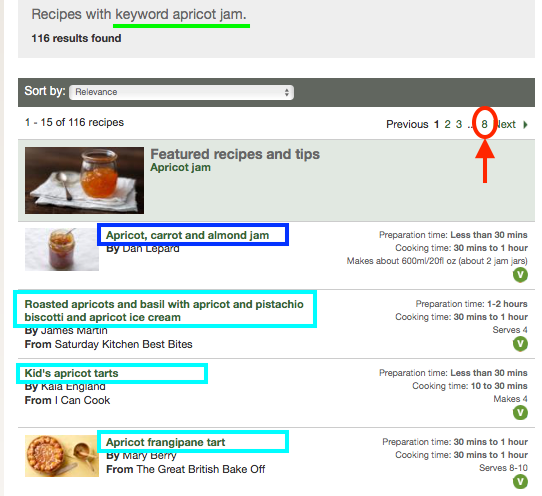 Recipes with keyword apricot jam.
116 results found
Sort by: Relevance
1 - 15 of 116 recipes
Previous 1 2 3 ... 8 Next
Featured recipes and tips
Apricot jam
Apricot, carrot and almond jam
By Dan Lepard
Preparation time: Less than 30 mins
Cooking time: 30 mins to 1 hour
Makes about 600ml/20fl oz (about 2 jam jars)
V
Roasted apricots and basil with apricot and pistachio
biscotti and apricot ice cream
By James Martin
From Saturday Kitchen Best Bites
Preparation time: 1-2 hours
Cooking time: 30 mins to 1 hour
Serves 4
V
Kid's apricot tarts
By Kala England
From I Can Cook
Preparation time: Less than 30 mins
Cooking time: 10 to 30 mins
Makes 4
V
Apricot frangipane tart
By Mary Berry
From The Great British Bake Off
Preparation time: 30 mins to 1 hour
Cooking time: 30 mins to 1 hour
Serves 8-10
V